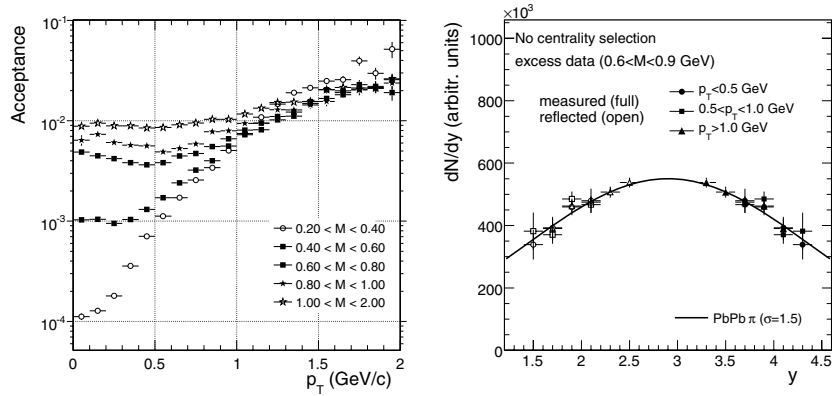 10⁻¹
10⁻²
10⁻³
10⁻⁴
Acceptance
0.20 < M < 0.40
0.40 < M < 0.60
0.60 < M < 0.80
0.80 < M < 1.00
1.00 < M < 2.00
0 0.5 1 1.5 2
p_T (GeV/c)
×10³
1000
800
600
400
200
0
dN/dy (arbitr. units)
No centrality selection
excess data (0.6<M<0.9 GeV)
measured (full)
reflected (open)
p_T<0.5 GeV
0.5<p_T<1.0 GeV
p_T>1.0 GeV
PbPb π (σ=1.5)
1.5 2 2.5 3 3.5 4 4.5
y